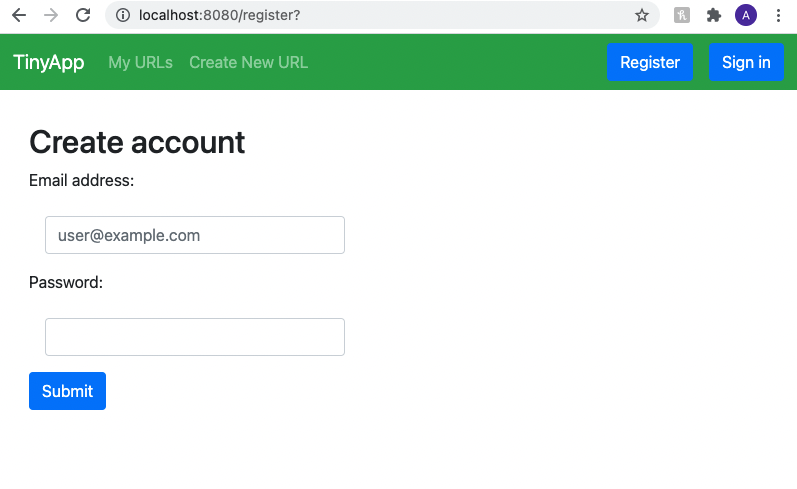 localhost:8080/register?
A
TinyApp My URLs Create New URL Register Sign in
Create account
Email address:
user@example.com
Password:
Submit